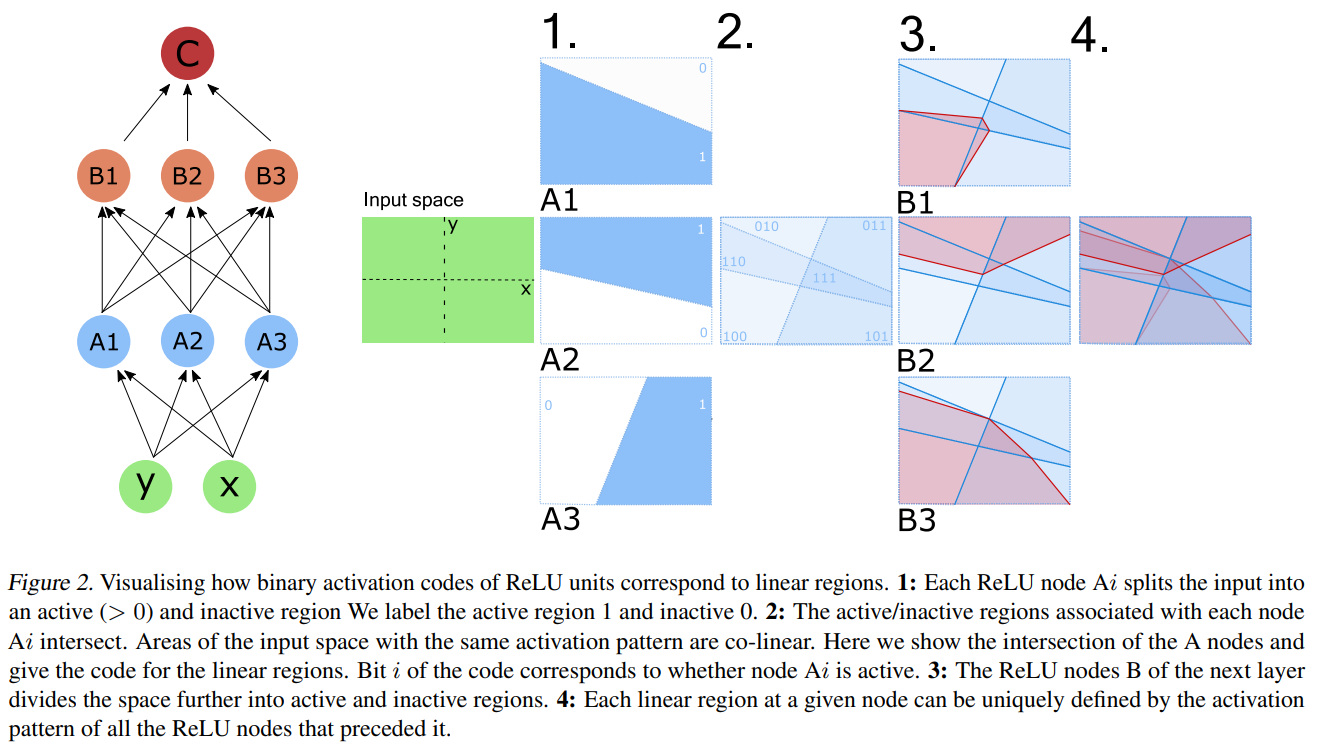 1. 2. 3. 4.
C
B1 B2 B3
A1 A2 A3
y x
Input space
y
x
0
1
A1
1
0
A2
0
1
A3
010 011
110
111
100 101
B1
B2
B3
Figure 2. Visualising how binary activation codes of ReLU units correspond to linear regions. 1: Each ReLU node Ai splits the input into
an active (> 0) and inactive region We label the active region 1 and inactive 0. 2: The active/inactive regions associated with each node
Ai intersect. Areas of the input space with the same activation pattern are co-linear. Here we show the intersection of the A nodes and
give the code for the linear regions. Bit i of the code corresponds to whether node Ai is active. 3: The ReLU nodes B of the next layer
divides the space further into active and inactive regions. 4: Each linear region at a given node can be uniquely defined by the activation
pattern of all the ReLU nodes that preceded it.